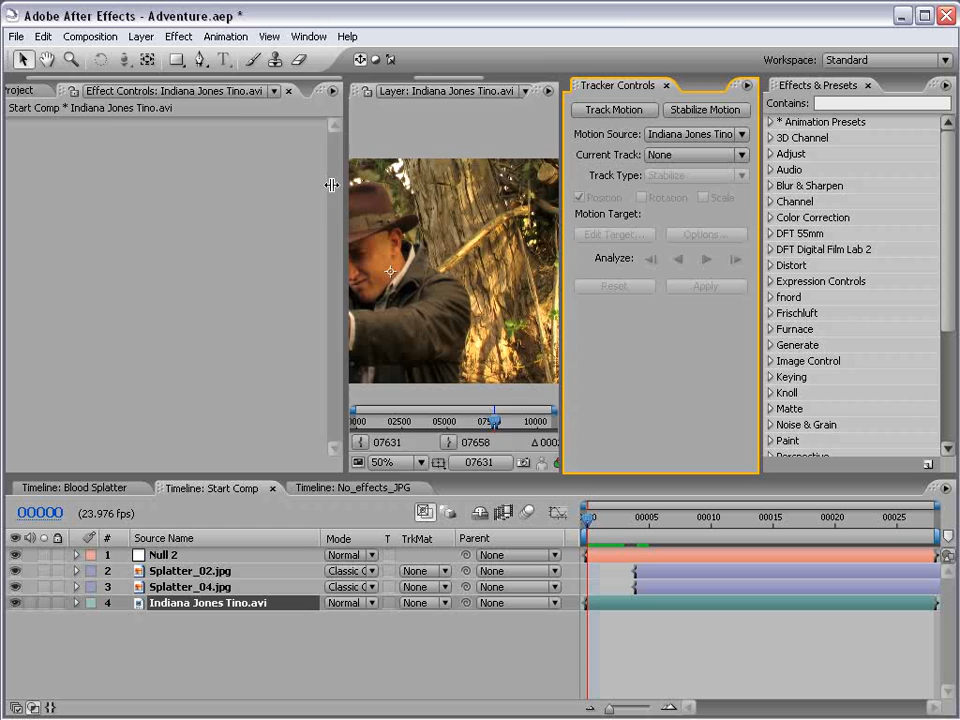 Adobe After Effects - Adventure.aep *
File Edit Composition Layer Effect Animation View Window Help
Workspace: Standard
roject Effect Controls: Indiana Jones Tino.avi
Start Comp * Indiana Jones Tino.avi
Layer: Indiana Jones Tino.avi
02500 05000 10000
07631 07658
50% 07631
Tracker Controls
Track Motion Stabilize Motion
Motion Source: Indiana Jones Tino
Current Track: None
Track Type: Stabilize
Position Rotation Scale
Motion Target:
Edit Target... Options...
Analyze:
Reset Apply
Effects & Presets
Contains:
* Animation Presets
3D Channel
Adjust
Audio
Blur & Sharpen
Channel
Color Correction
DFT 55mm
DFT Digital Film Lab 2
Distort
Expression Controls
fnord
Frischluft
Furnace
Generate
Image Control
Keying
Knoll
Matte
Noise & Grain
Paint
Perspective
Timeline: Blood Splatter Timeline: Start Comp Timeline: No_effects_JPG
00000 (23.976 fps)
00005 00010 00015 00020 00025
# Source Name Mode T TrkMat Parent
1 Null 2 Normal None
2 Splatter_02.jpg Classic C None None
3 Splatter_04.jpg Classic C None None
4 Indiana Jones Tino.avi Normal None None